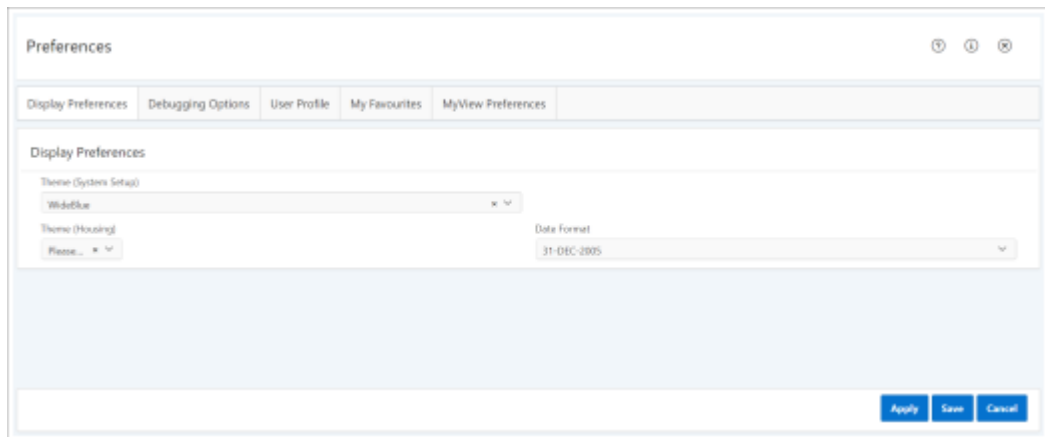 Preferences
Display Preferences Debugging Options User Profile My Favourites MyView Preferences
Display Preferences
Theme (System Setup)
WideBlue
Theme (Housing) Date Format
Please... 31-DEC-2005
Apply Save Cancel